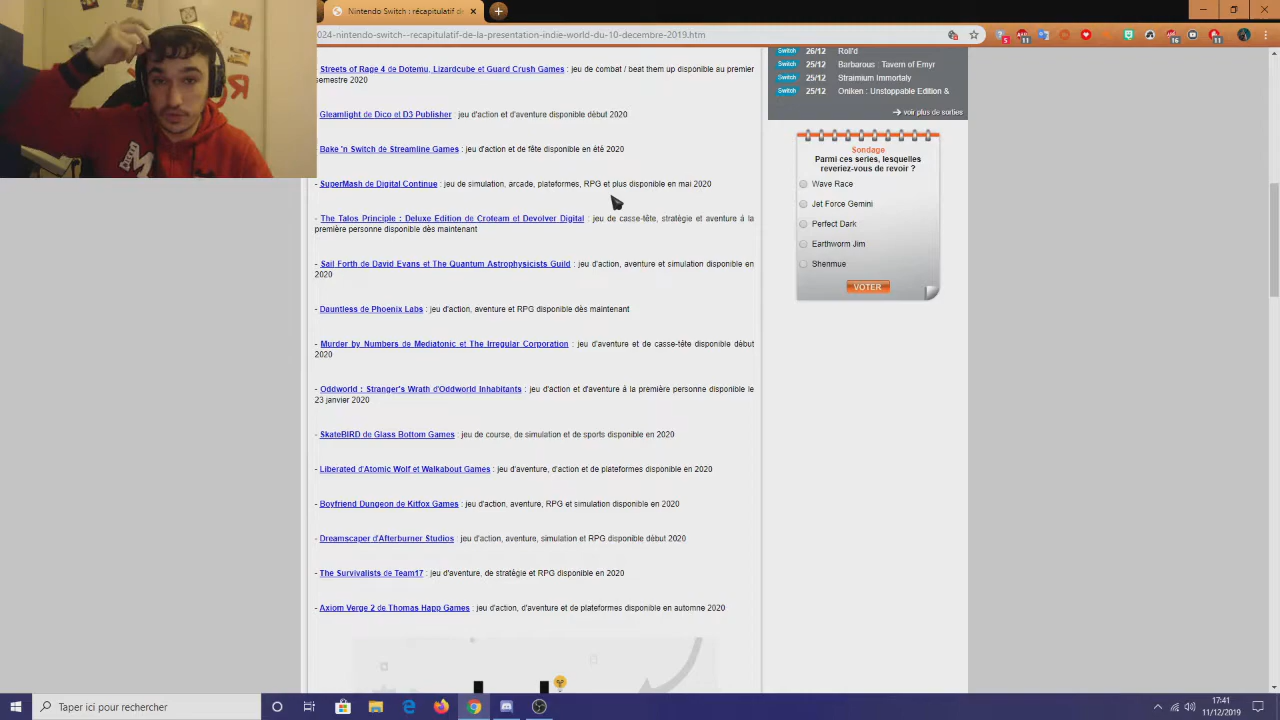 024-nintendo-switch--recapitulatif-de-la-presentation-indie-world-du-10-decembre-2019.htm
- Streets of Rage 4 de Dotemu, Lizardcube et Guard Crush Games : jeu de combat / beat them up disponible au premier
semestre 2020
- Gleamlight de Dico et D3 Publisher : jeu d'action et d'aventure disponible début 2020
- Bake 'n Switch de Streamline Games : jeu d'action et de fête disponible en été 2020
- SuperMash de Digital Continue : jeu de simulation, arcade, plateformes, RPG et plus disponible en mai 2020
- The Talos Principle : Deluxe Edition de Croteam et Devolver Digital : jeu de casse-tête, stratégie et aventure à la
première personne disponible dès maintenant
- Sail Forth de David Evans et The Quantum Astrophysicists Guild : jeu d'action, aventure et simulation disponible en
2020
- Dauntless de Phoenix Labs : jeu d'action, aventure et RPG disponible dès maintenant
- Murder by Numbers de Mediatonic et The Irregular Corporation : jeu d'aventure et de casse-tête disponible début
2020
- Oddworld : Stranger's Wrath d'Oddworld Inhabitants : jeu d'action et d'aventure à la première personne disponible le
23 janvier 2020
- SkateBIRD de Glass Bottom Games : jeu de course, de simulation et de sports disponible en 2020
- Liberated d'Atomic Wolf et Walkabout Games : jeu d'aventure, d'action et de plateformes disponible en 2020
- Boyfriend Dungeon de Kitfox Games : jeu d'action, aventure, RPG et simulation disponible en 2020
- Dreamscaper d'Afterburner Studios : jeu d'action, aventure, simulation et RPG disponible début 2020
- The Survivalists de Team17 : jeu d'aventure, de stratégie et RPG disponible en 2020
- Axiom Verge 2 de Thomas Happ Games : jeu d'action, d'aventure et de plateformes disponible en automne 2020
Switch 26/12 Roll'd
Switch 25/12 Barbarous : Tavern of Emyr
Switch 25/12 Straimium Immortaly
Switch 25/12 Oniken : Unstoppable Edition &
voir plus de sorties
Sondage
Parmi ces series, lesquelles
reveriez-vous de revoir ?
Wave Race
Jet Force Gemini
Perfect Dark
Earthworm Jim
Shenmue
VOTER
Taper ici pour rechercher
17:41
11/12/2019